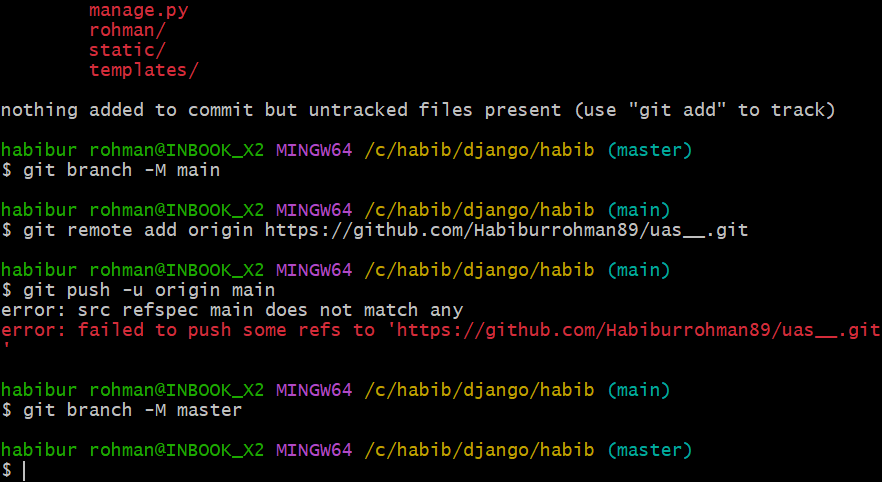 manage.py
rohman/
static/
templates/
nothing added to commit but untracked files present (use "git add" to track)
habibur rohman@INBOOK_X2 MINGW64 /c/habib/django/habib (master)
$ git branch -M main
habibur rohman@INBOOK_X2 MINGW64 /c/habib/django/habib (main)
$ git remote add origin https://github.com/Habiburrohman89/uas__.git
habibur rohman@INBOOK_X2 MINGW64 /c/habib/django/habib (main)
$ git push -u origin main
error: src refspec main does not match any
error: failed to push some refs to 'https://github.com/Habiburrohman89/uas__.git
'
habibur rohman@INBOOK_X2 MINGW64 /c/habib/django/habib (main)
$ git branch -M master
habibur rohman@INBOOK_X2 MINGW64 /c/habib/django/habib (master)
$